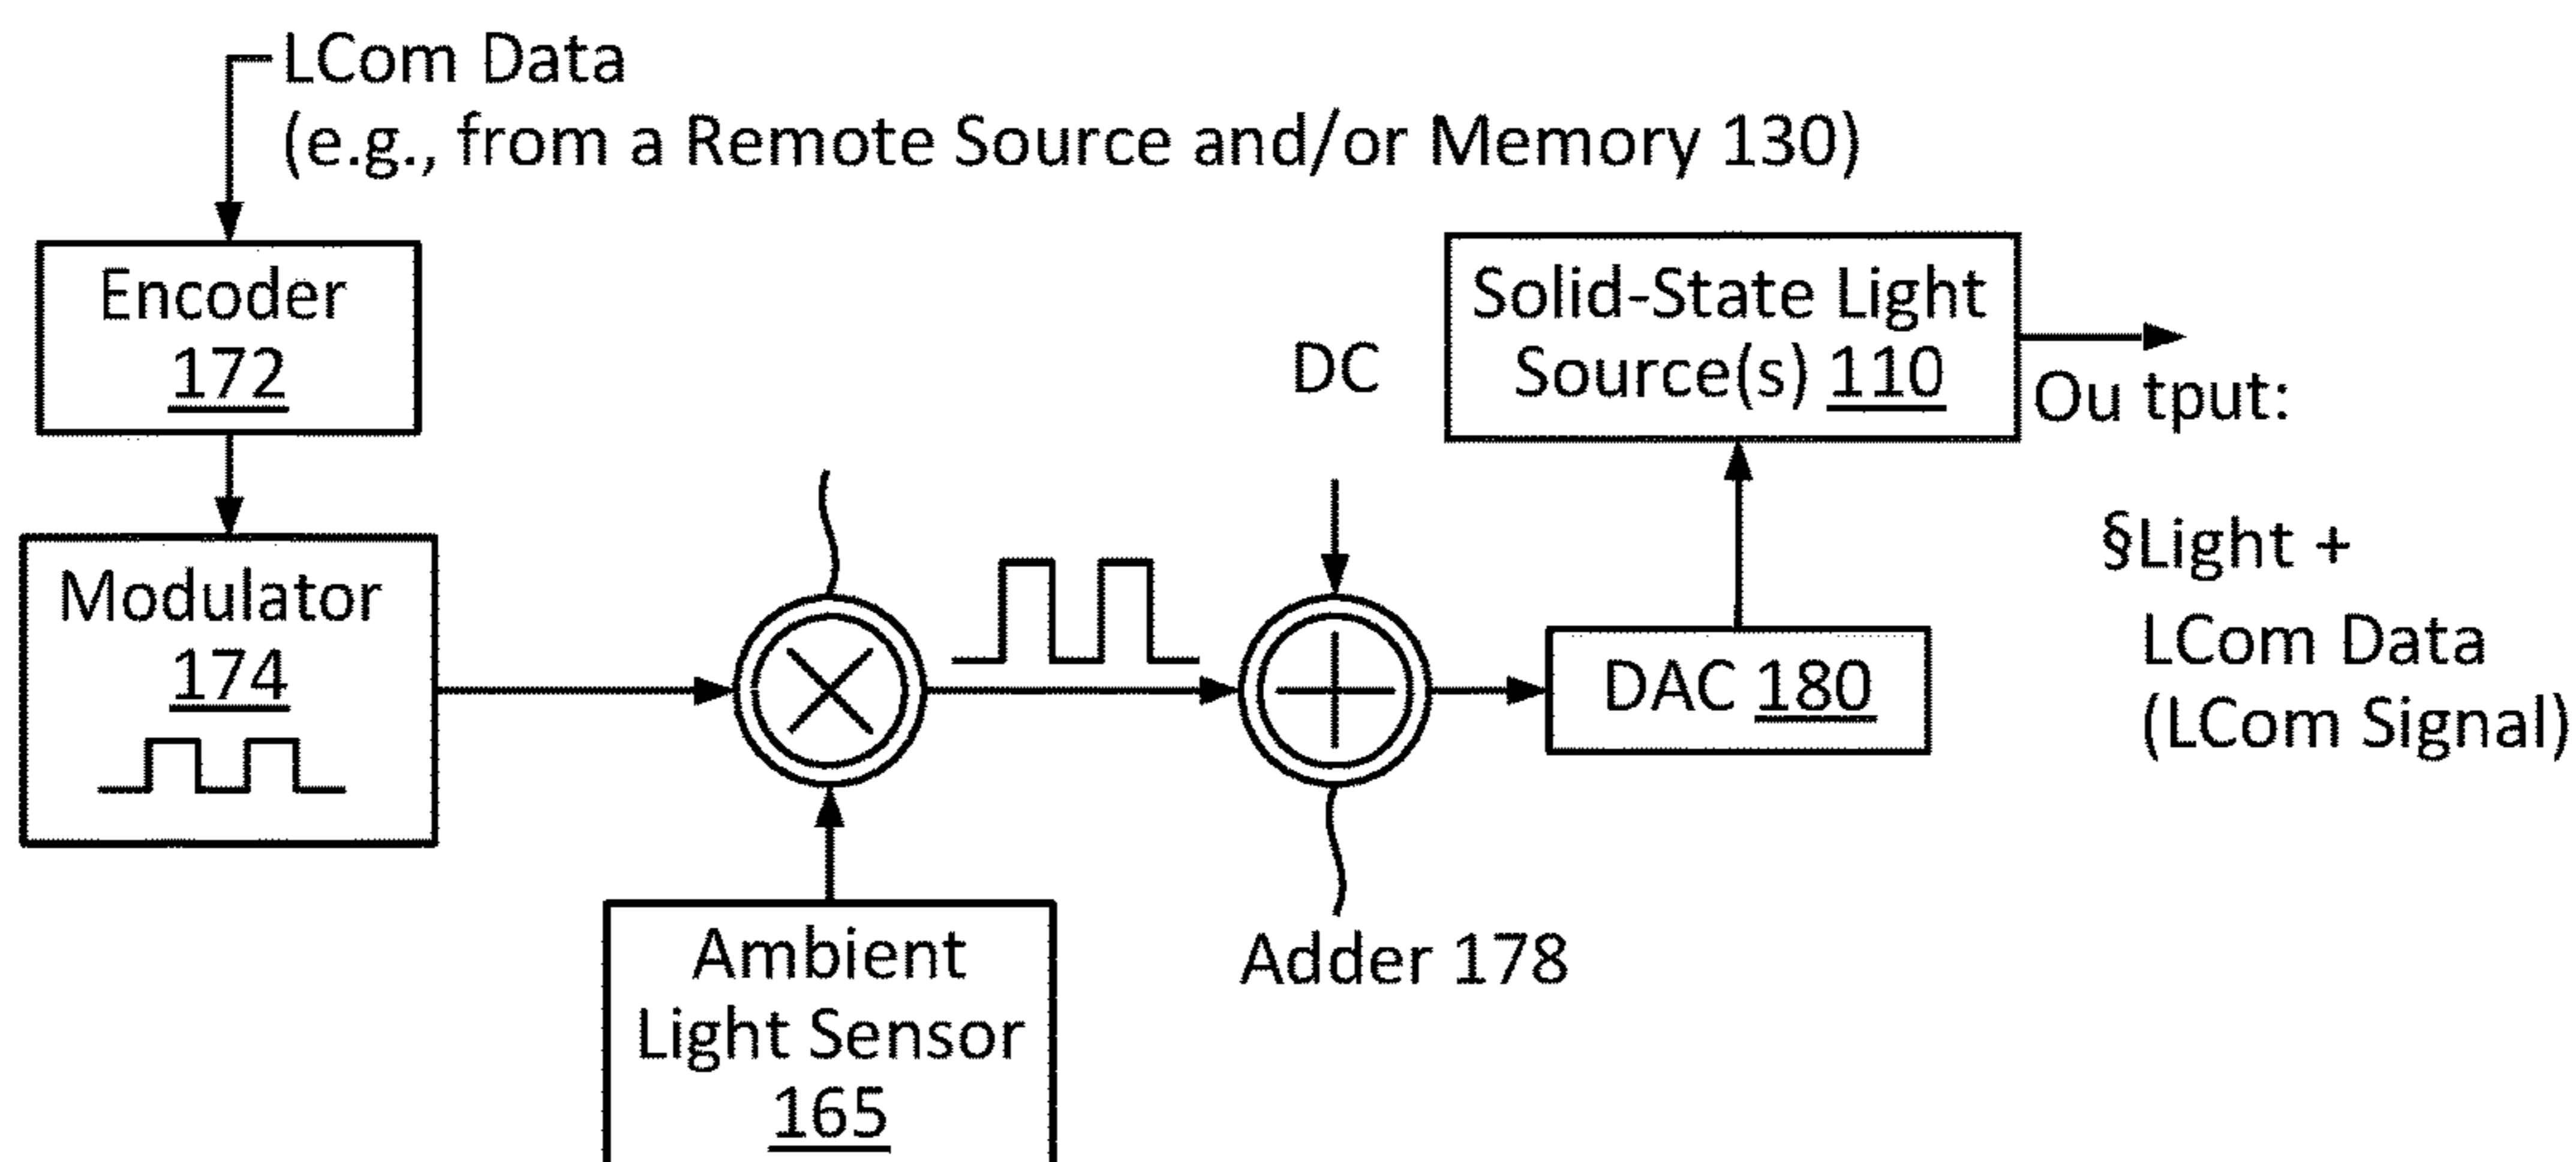 LCom Data
(e.g., from a Remote Source and/or Memory 130)
Encoder
172
Modulator
174
Ambient
Light Sensor
165
DC
Adder 178
DAC 180
Solid-State Light
Source(s) 110
Ou tput:
§Light +
LCom Data
(LCom Signal)